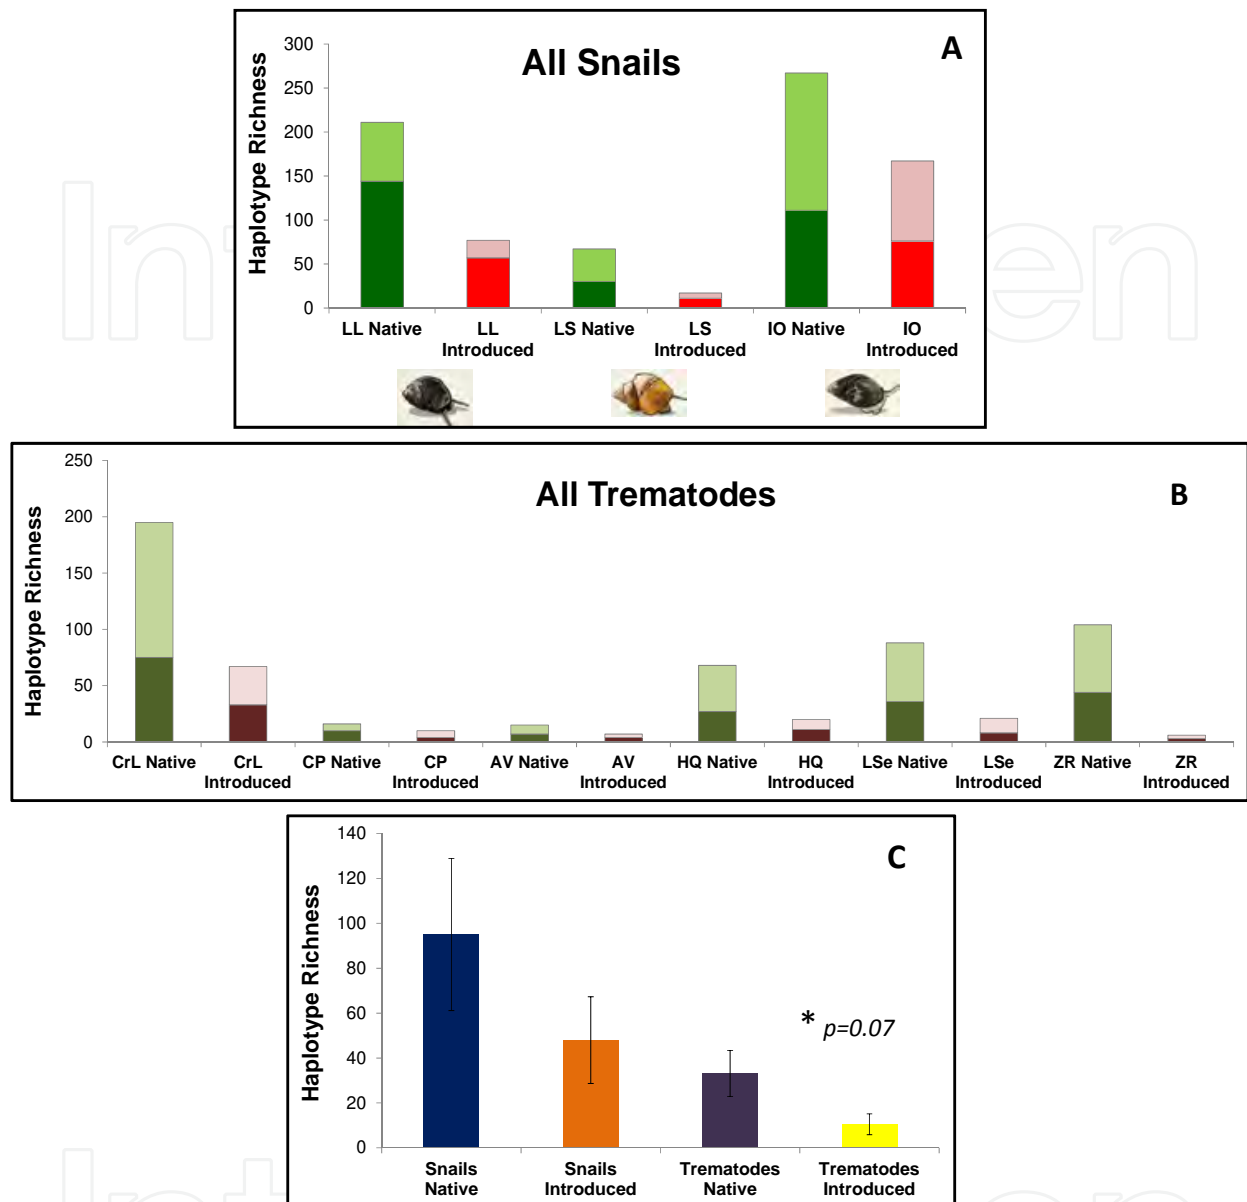 A
All Snails
Haplotype Richness
300
250
200
150
100
50
0
LL Native LL Introduced LS Native LS Introduced IO Native IO Introduced
B
All Trematodes
Haplotype Richness
250
200
150
100
50
0
CrL Native CrL Introduced CP Native CP Introduced AV Native AV Introduced HQ Native HQ Introduced LSe Native LSe Introduced ZR Native ZR Introduced
C
Haplotype Richness
140
120
100
80
60
40
20
0
* p=0.07
Snails Native Snails Introduced Trematodes Native Trematodes Introduced